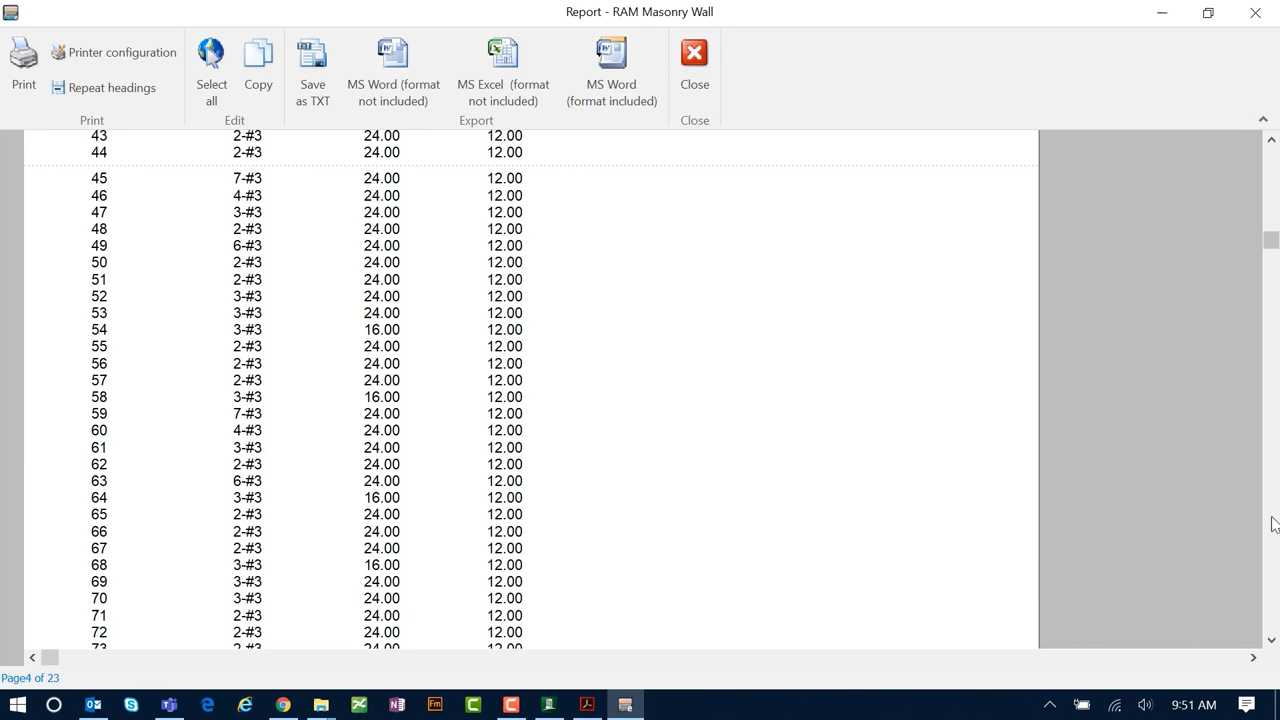 Report - RAM Masonry Wall
Print
Printer configuration
Repeat headings
Select all
Copy
Save as TXT
MS Word (format not included)
MS Excel (format not included)
MS Word (format included)
Close
Print
Edit
Export
Close
43 2-#3 24.00 12.00
44 2-#3 24.00 12.00
45 7-#3 24.00 12.00
46 4-#3 24.00 12.00
47 3-#3 24.00 12.00
48 2-#3 24.00 12.00
49 6-#3 24.00 12.00
50 2-#3 24.00 12.00
51 2-#3 24.00 12.00
52 3-#3 24.00 12.00
53 3-#3 24.00 12.00
54 3-#3 16.00 12.00
55 2-#3 24.00 12.00
56 2-#3 24.00 12.00
57 2-#3 24.00 12.00
58 3-#3 16.00 12.00
59 7-#3 24.00 12.00
60 4-#3 24.00 12.00
61 3-#3 24.00 12.00
62 2-#3 24.00 12.00
63 6-#3 24.00 12.00
64 3-#3 16.00 12.00
65 2-#3 24.00 12.00
66 2-#3 24.00 12.00
67 2-#3 24.00 12.00
68 3-#3 16.00 12.00
69 3-#3 24.00 12.00
70 3-#3 24.00 12.00
71 2-#3 24.00 12.00
72 2-#3 24.00 12.00
73 2-#3 24.00 12.00
Page4 of 23
9:51 AM